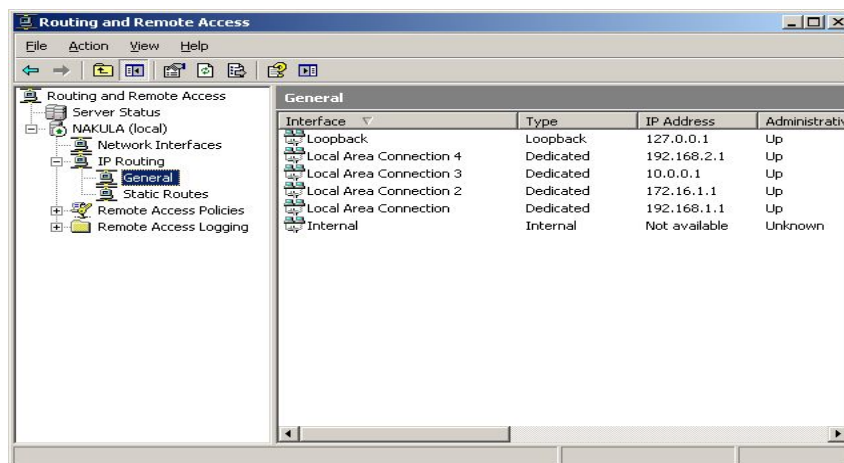 Routing and Remote Access
File Action View Help
Routing and Remote Access
Server Status
NAKULA (local)
Network Interfaces
IP Routing
General
Static Routes
Remote Access Policies
Remote Access Logging
General
Interface Type IP Address Administrativ
Loopback Loopback 127.0.0.1 Up
Local Area Connection 4 Dedicated 192.168.2.1 Up
Local Area Connection 3 Dedicated 10.0.0.1 Up
Local Area Connection 2 Dedicated 172.16.1.1 Up
Local Area Connection Dedicated 192.168.1.1 Up
Internal Internal Not available Unknown